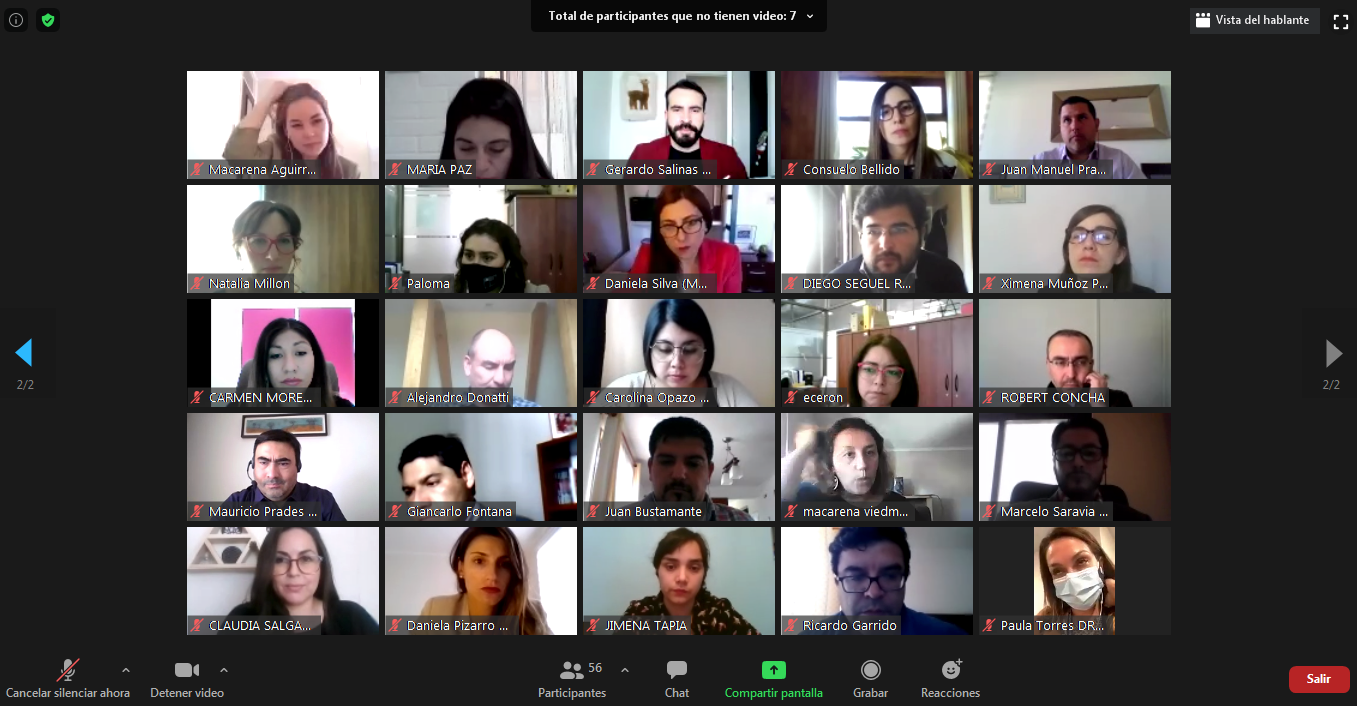 Total de participantes que no tienen video: 7
Vista del hablante
Macarena Aguirr...
MARIA PAZ
Gerardo Salinas ...
Consuelo Bellido
Juan Manuel Pra...
Natalia Millon
Paloma
Daniela Silva (M...
DIEGO SEGUEL R...
Ximena Muñoz P...
2/2
2/2
CARMEN MORE...
Alejandro Donatti
Carolina Opazo ...
eceron
ROBERT CONCHA
Mauricio Prades ...
Giancarlo Fontana
Juan Bustamante
macarena viedm...
Marcelo Saravia ...
CLAUDIA SALGA...
Daniela Pizarro ...
JIMENA TAPIA
Ricardo Garrido
Paula Torres DR...
56
Cancelar silenciar ahora
Detener video
Participantes
Chat
Compartir pantalla
Grabar
Reacciones
Salir